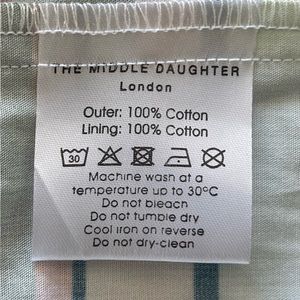 THE MIDDLE DAUGHTER
London
Outer: 100% Cotton
Lining: 100% Cotton
30
Machine wash at a
temperature up to 30°C
Do not bleach
Do not tumble dry
Cool iron on reverse
Do not dry-clean